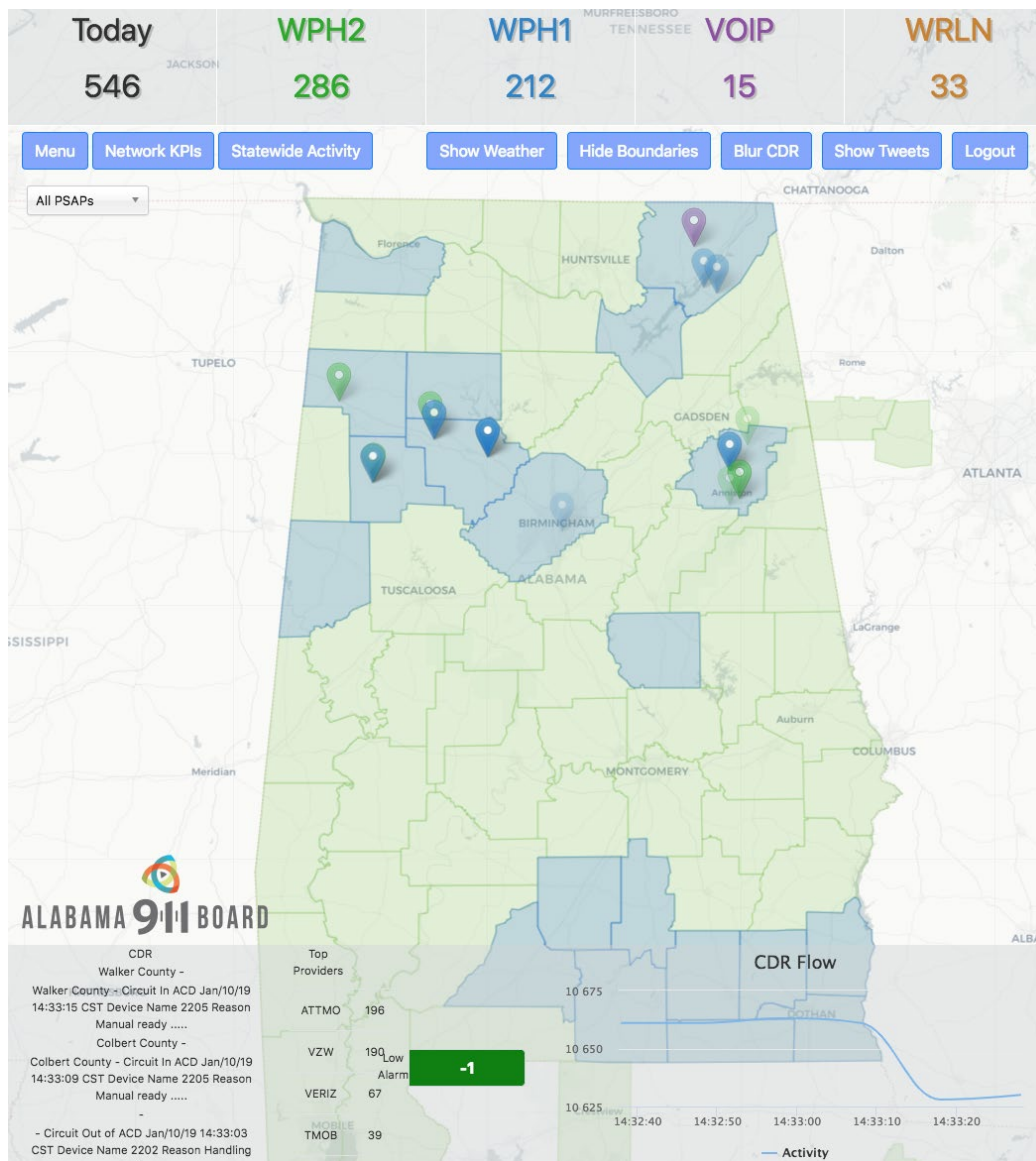 Today WPH2 WPH1 VOIP WRLN
546 286 212 15 33
MURFREESBORO
TENNESSEE
JACKSON
Menu Network KPIs Statewide Activity Show Weather Hide Boundaries Blur CDR Show Tweets Logout
All PSAPs
CHATTANOOGA
Florence
HUNTSVILLE
Dalton
TUPELO
Rome
GADSDEN
ATLANTA
Anniston
BIRMINGHAM
ALABAMA
TUSCALOOSA
LaGrange
SSISSIPPI
Auburn
COLUMBUS
Meridian
MONTGOMERY
ALABAMA 911 BOARD
ALBA
CDR
Walker County -
Walker County - Circuit In ACD Jan/10/19
14:33:15 CST Device Name 2205 Reason
Manual ready .....
Colbert County -
Colbert County - Circuit In ACD Jan/10/19
14:33:09 CST Device Name 2205 Reason
Manual ready .....
-
- Circuit Out of ACD Jan/10/19 14:33:03
CST Device Name 2202 Reason Handling
Top
Providers
ATTMO 196
VZW 190
VERIZ 67
TMOB 39
MOBILE
Low
Alarm
-1
CDR Flow
10 675
DOTHAN
10 650
10 625
Crestview
14:32:40 14:32:50 14:33:00 14:33:10 14:33:20
Activity